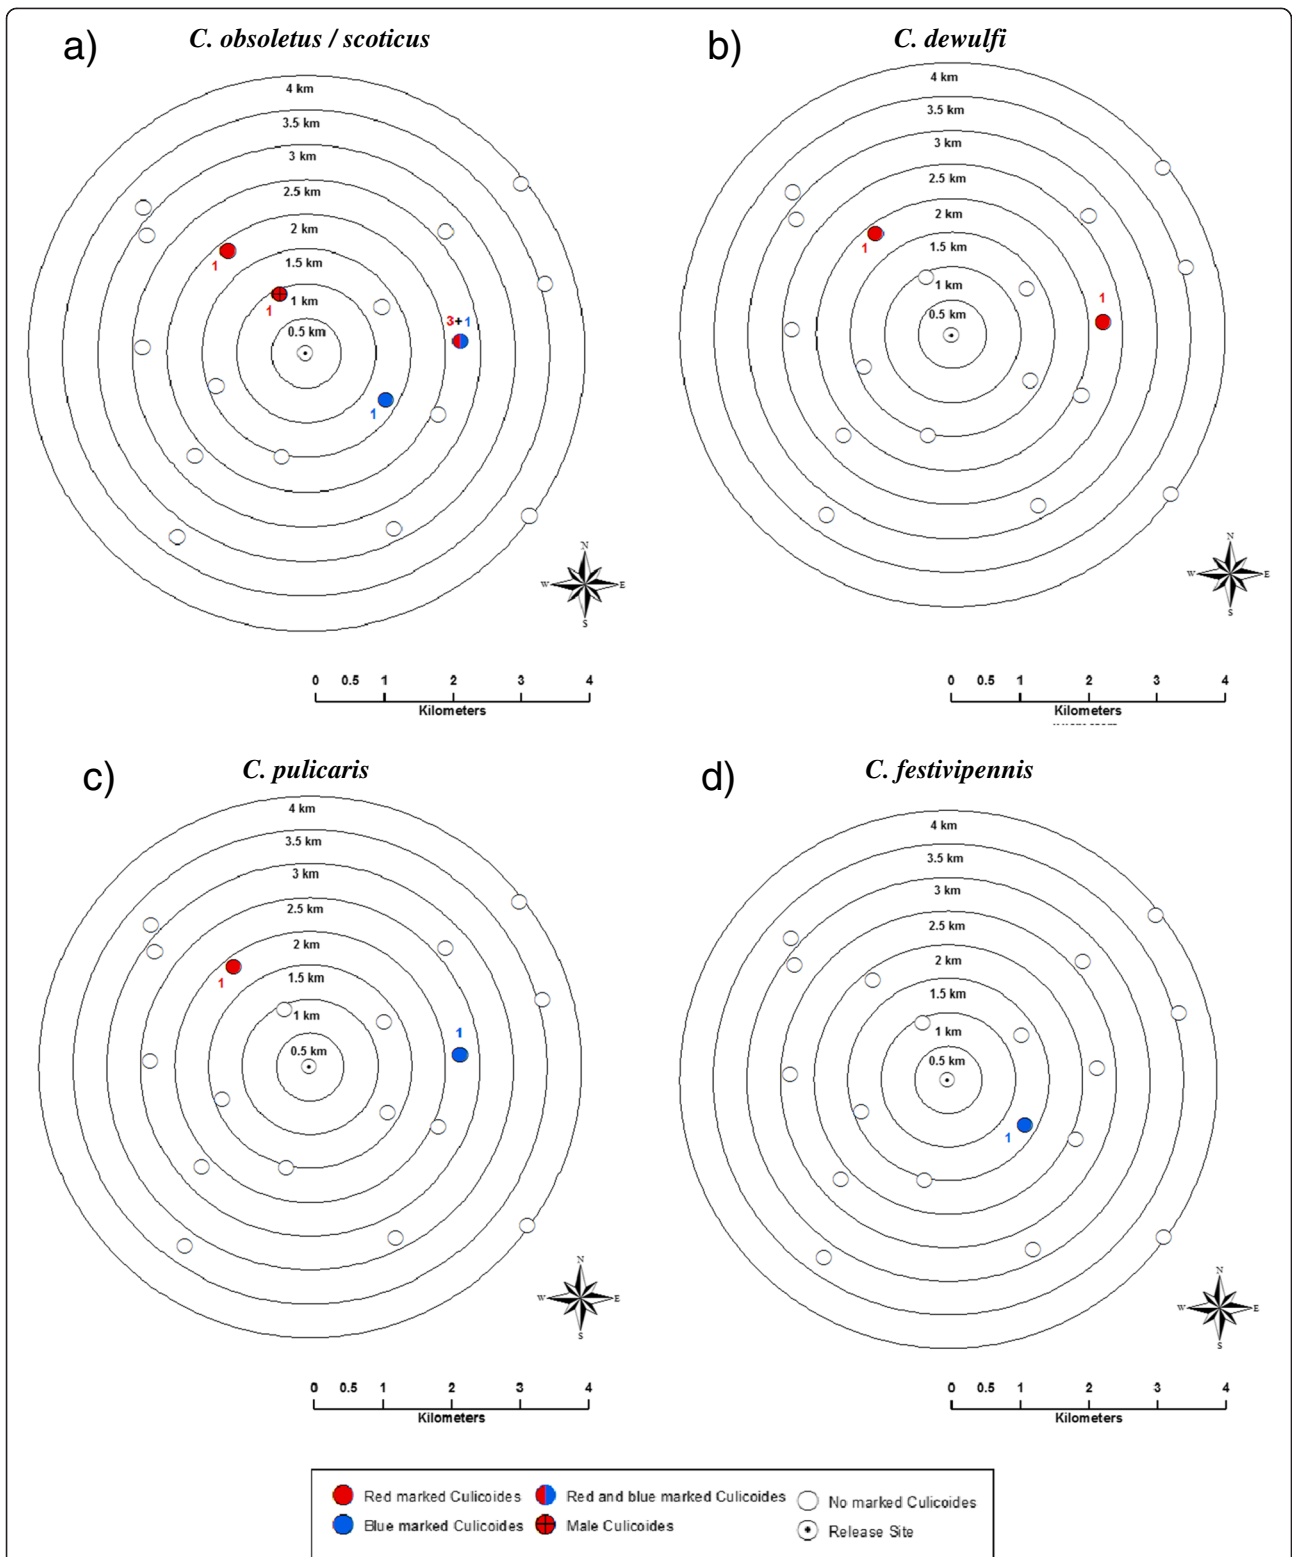 a)
C. obsoletus / scoticus
4 km
3.5 km
3 km
2.5 km
2 km
1.5 km
1 km
0.5 km
1
1
3+1
1
N
W E
S
0 0.5 1 2 3 4
Kilometers
b)
C. dewulfi
4 km
3.5 km
3 km
2.5 km
2 km
1.5 km
1 km
0.5 km
1
1
N
W E
S
0 0.5 1 2 3 4
Kilometers
c)
C. pulicaris
4 km
3.5 km
3 km
2.5 km
2 km
1.5 km
1 km
0.5 km
1
1
N
W E
S
0 0.5 1 2 3 4
Kilometers
d)
C. festivipennis
4 km
3.5 km
3 km
2.5 km
2 km
1.5 km
1 km
0.5 km
1
N
W E
S
0 0.5 1 2 3 4
Kilometers
Red marked Culicoides
Red and blue marked Culicoides
No marked Culicoides
Blue marked Culicoides
Male Culicoides
Release Site